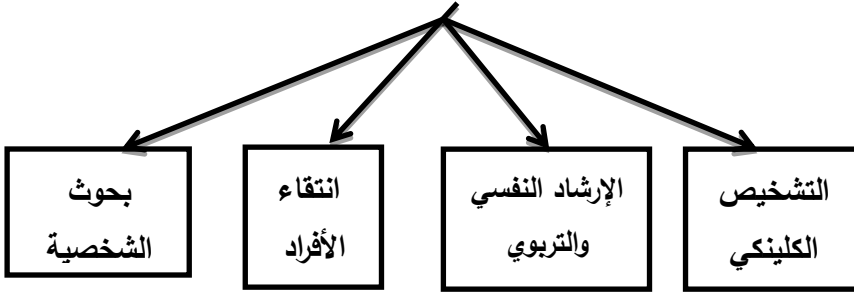 التشخيص
الكلينكي
الإرشاد النفسي
والتربوي
انتقاء
الأفراد
بحوث
الشخصية